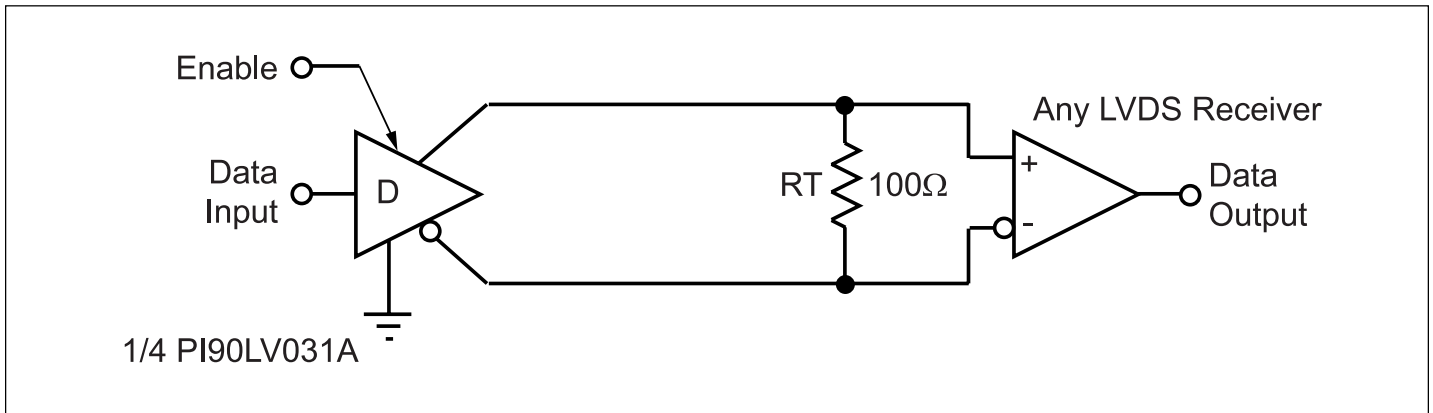 Enable
Data
Input
D
1/4 PI90LV031A
RT
100Ω
Any LVDS Receiver
+
-
Data
Output